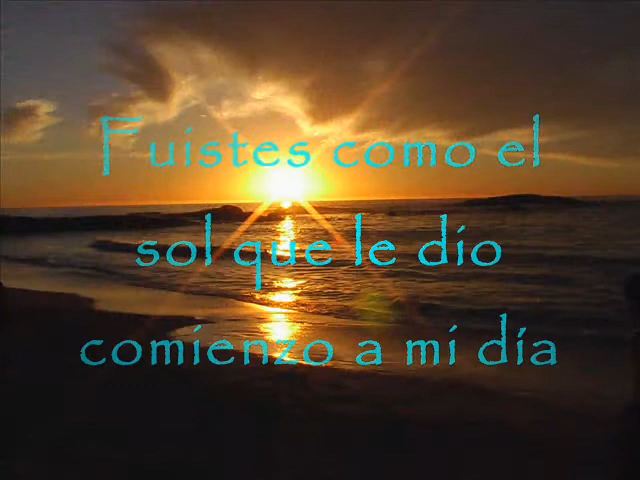 Fuistes como el
sol que le dio
comienzo a mi día